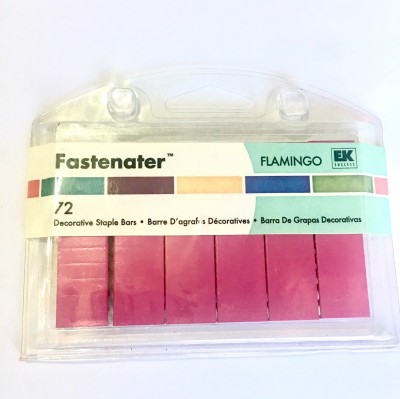 Fastenater™
FLAMINGO
EK
SUCCESS
72
Decorative Staple Bars • Barre D'agrafes Décoratives • Barra De Grapas Decorativas